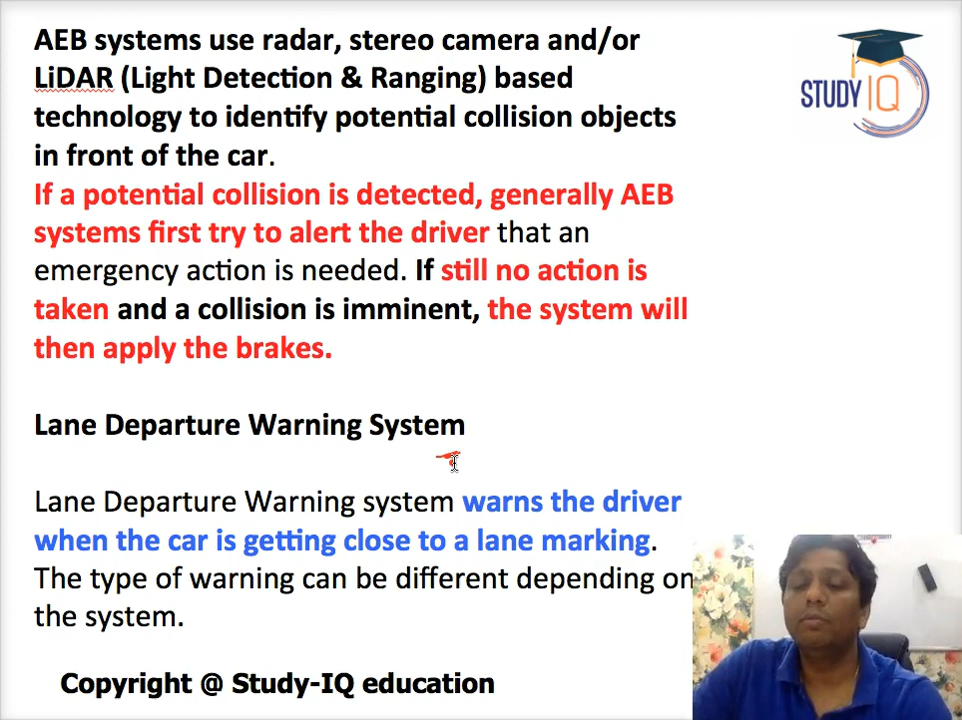 AEB systems use radar, stereo camera and/or
LiDAR (Light Detection & Ranging) based
technology to identify potential collision objects
in front of the car.
If a potential collision is detected, generally AEB
systems first try to alert the driver that an
emergency action is needed. If still no action is
taken and a collision is imminent, the system will
then apply the brakes.
Lane Departure Warning System
Lane Departure Warning system warns the driver
when the car is getting close to a lane marking.
The type of warning can be different depending on
the system.
Copyright @ Study-IQ education
STUDY IQ